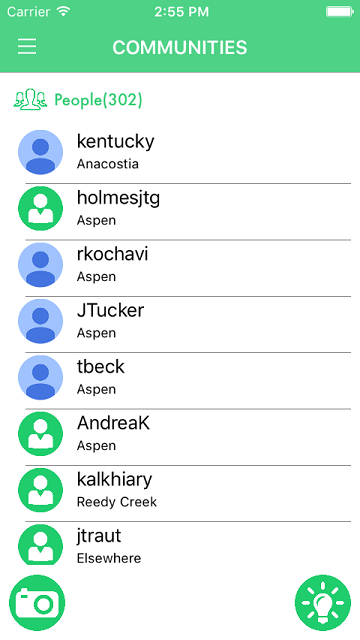 Carrier 2:55 PM
COMMUNITIES
People(302)
kentucky
Anacostia
holmesjtg
Aspen
rkochavi
Aspen
JTucker
Aspen
tbeck
Aspen
AndreaK
Aspen
kalkhiary
Reedy Creek
jtraut
Elsewhere